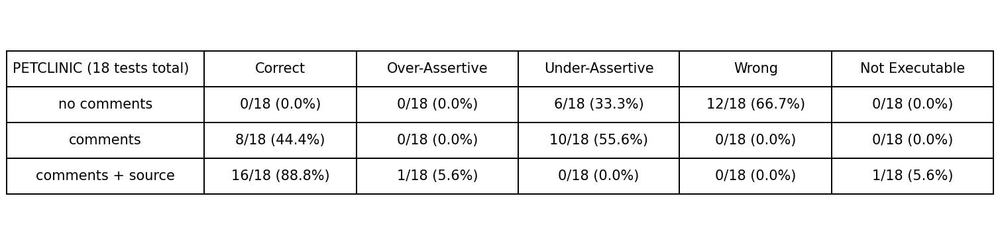 PETCLINIC (18 tests total) Correct Over-Assertive Under-Assertive Wrong Not Executable
no comments 0/18 (0.0%) 0/18 (0.0%) 6/18 (33.3%) 12/18 (66.7%) 0/18 (0.0%)
comments 8/18 (44.4%) 0/18 (0.0%) 10/18 (55.6%) 0/18 (0.0%) 0/18 (0.0%)
comments + source 16/18 (88.8%) 1/18 (5.6%) 0/18 (0.0%) 0/18 (0.0%) 1/18 (5.6%)